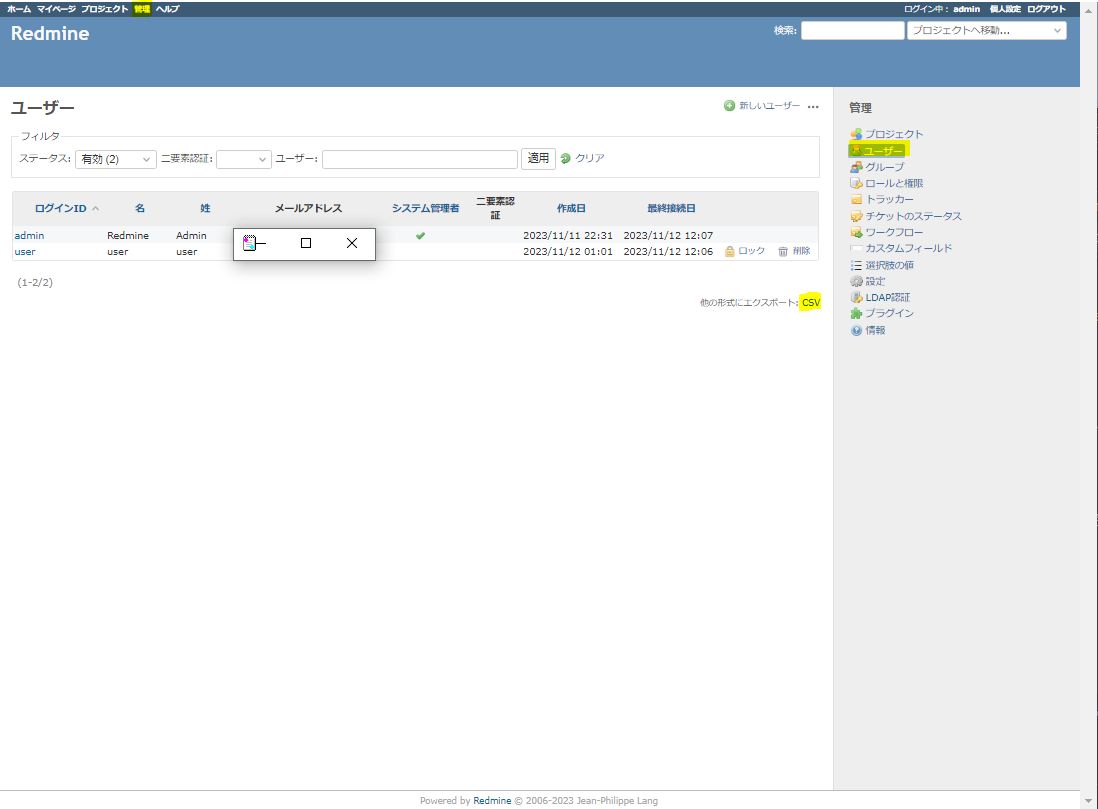 ホーム マイページ プロジェクト 管理 ヘルプ ログイン中： admin 個人設定 ログアウト
Redmine 検索: プロジェクトへ移動...
ユーザー 新しいユーザー ...
フィルタ
ステータス: 有効 (2) 二要素認証: ユーザー: 適用 クリア
ログインID 名 姓 メールアドレス システム管理者 二要素認証 作成日 最終接続日
admin Redmine Admin 2023/11/11 22:31 2023/11/12 12:07
user user user 2023/11/12 01:01 2023/11/12 12:06 ロック 削除
(1-2/2)
他の形式にエクスポート: CSV
管理
プロジェクト
ユーザー
グループ
ロールと権限
トラッカー
チケットのステータス
ワークフロー
カスタムフィールド
選択肢の値
設定
LDAP認証
プラグイン
情報
Powered by Redmine © 2006-2023 Jean-Philippe Lang